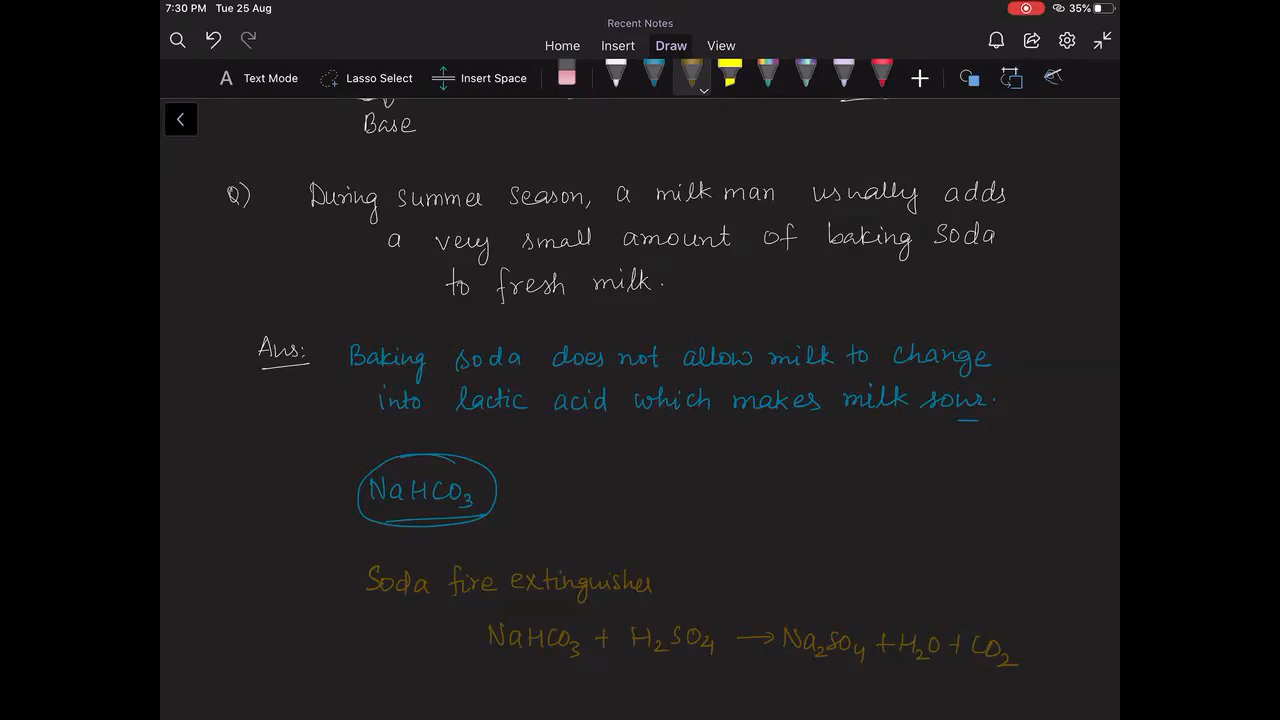 7:30 PM Tue 25 Aug
35%
Recent Notes
Home Insert Draw View
Text Mode Lasso Select Insert Space
Base
Q) During summer season, a milk man usually adds
a very small amount of baking soda
to fresh milk.
Ans: Baking soda does not allow milk to change
into lactic acid which makes milk sour.
NaHCO₃
Soda fire extinguisher
NaHCO₃ + H₂SO₄ → Na₂SO₄ + H₂O + CO₂